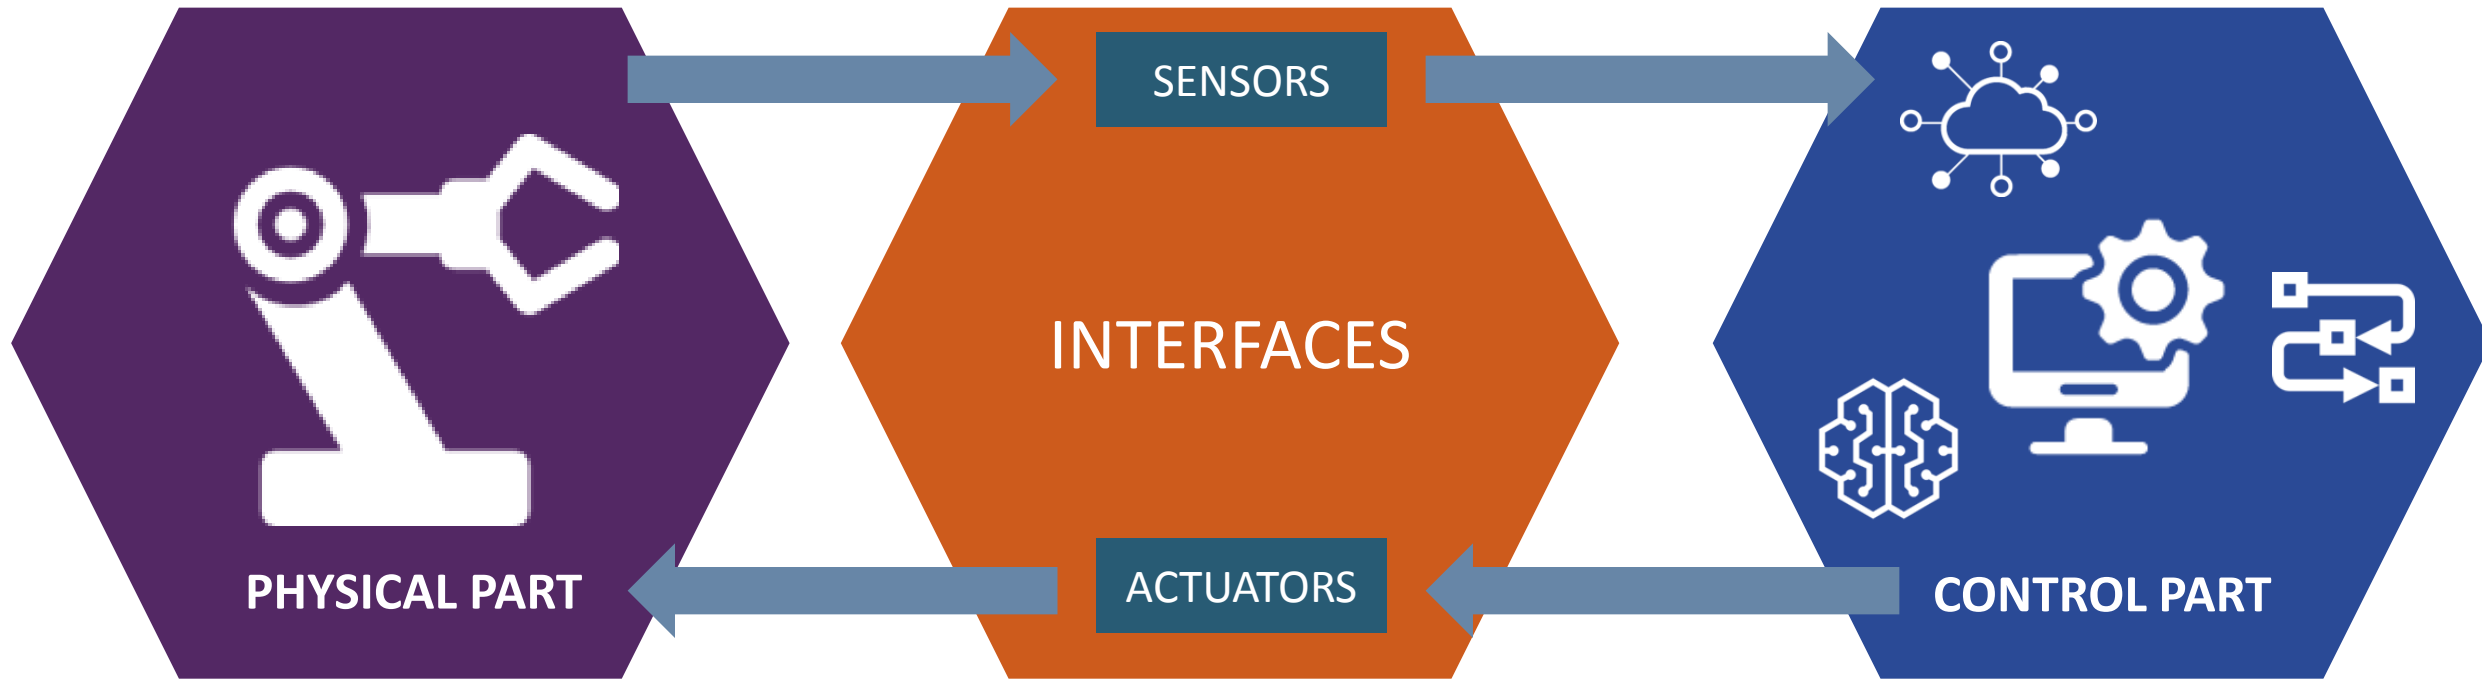 SENSORS
INTERFACES
ACTUATORS
PHYSICAL PART
CONTROL PART